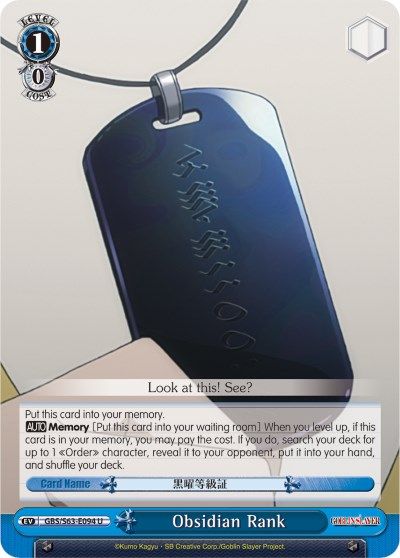 LEVEL
1
0
COST
Look at this! See?
Put this card into your memory.
AUTO Memory [Put this card into your waiting room] When you level up, if this
card is in your memory, you may pay the cost. If you do, search your deck for
up to 1 «Order» character, reveal it to your opponent, put it into your hand,
and shuffle your deck.
Card Name 黒曜等級証
EV GBS/S63-E094 U Obsidian Rank GOBLIN SLAYER
©Kumo Kagyu・SB Creative Corp./Goblin Slayer Project.